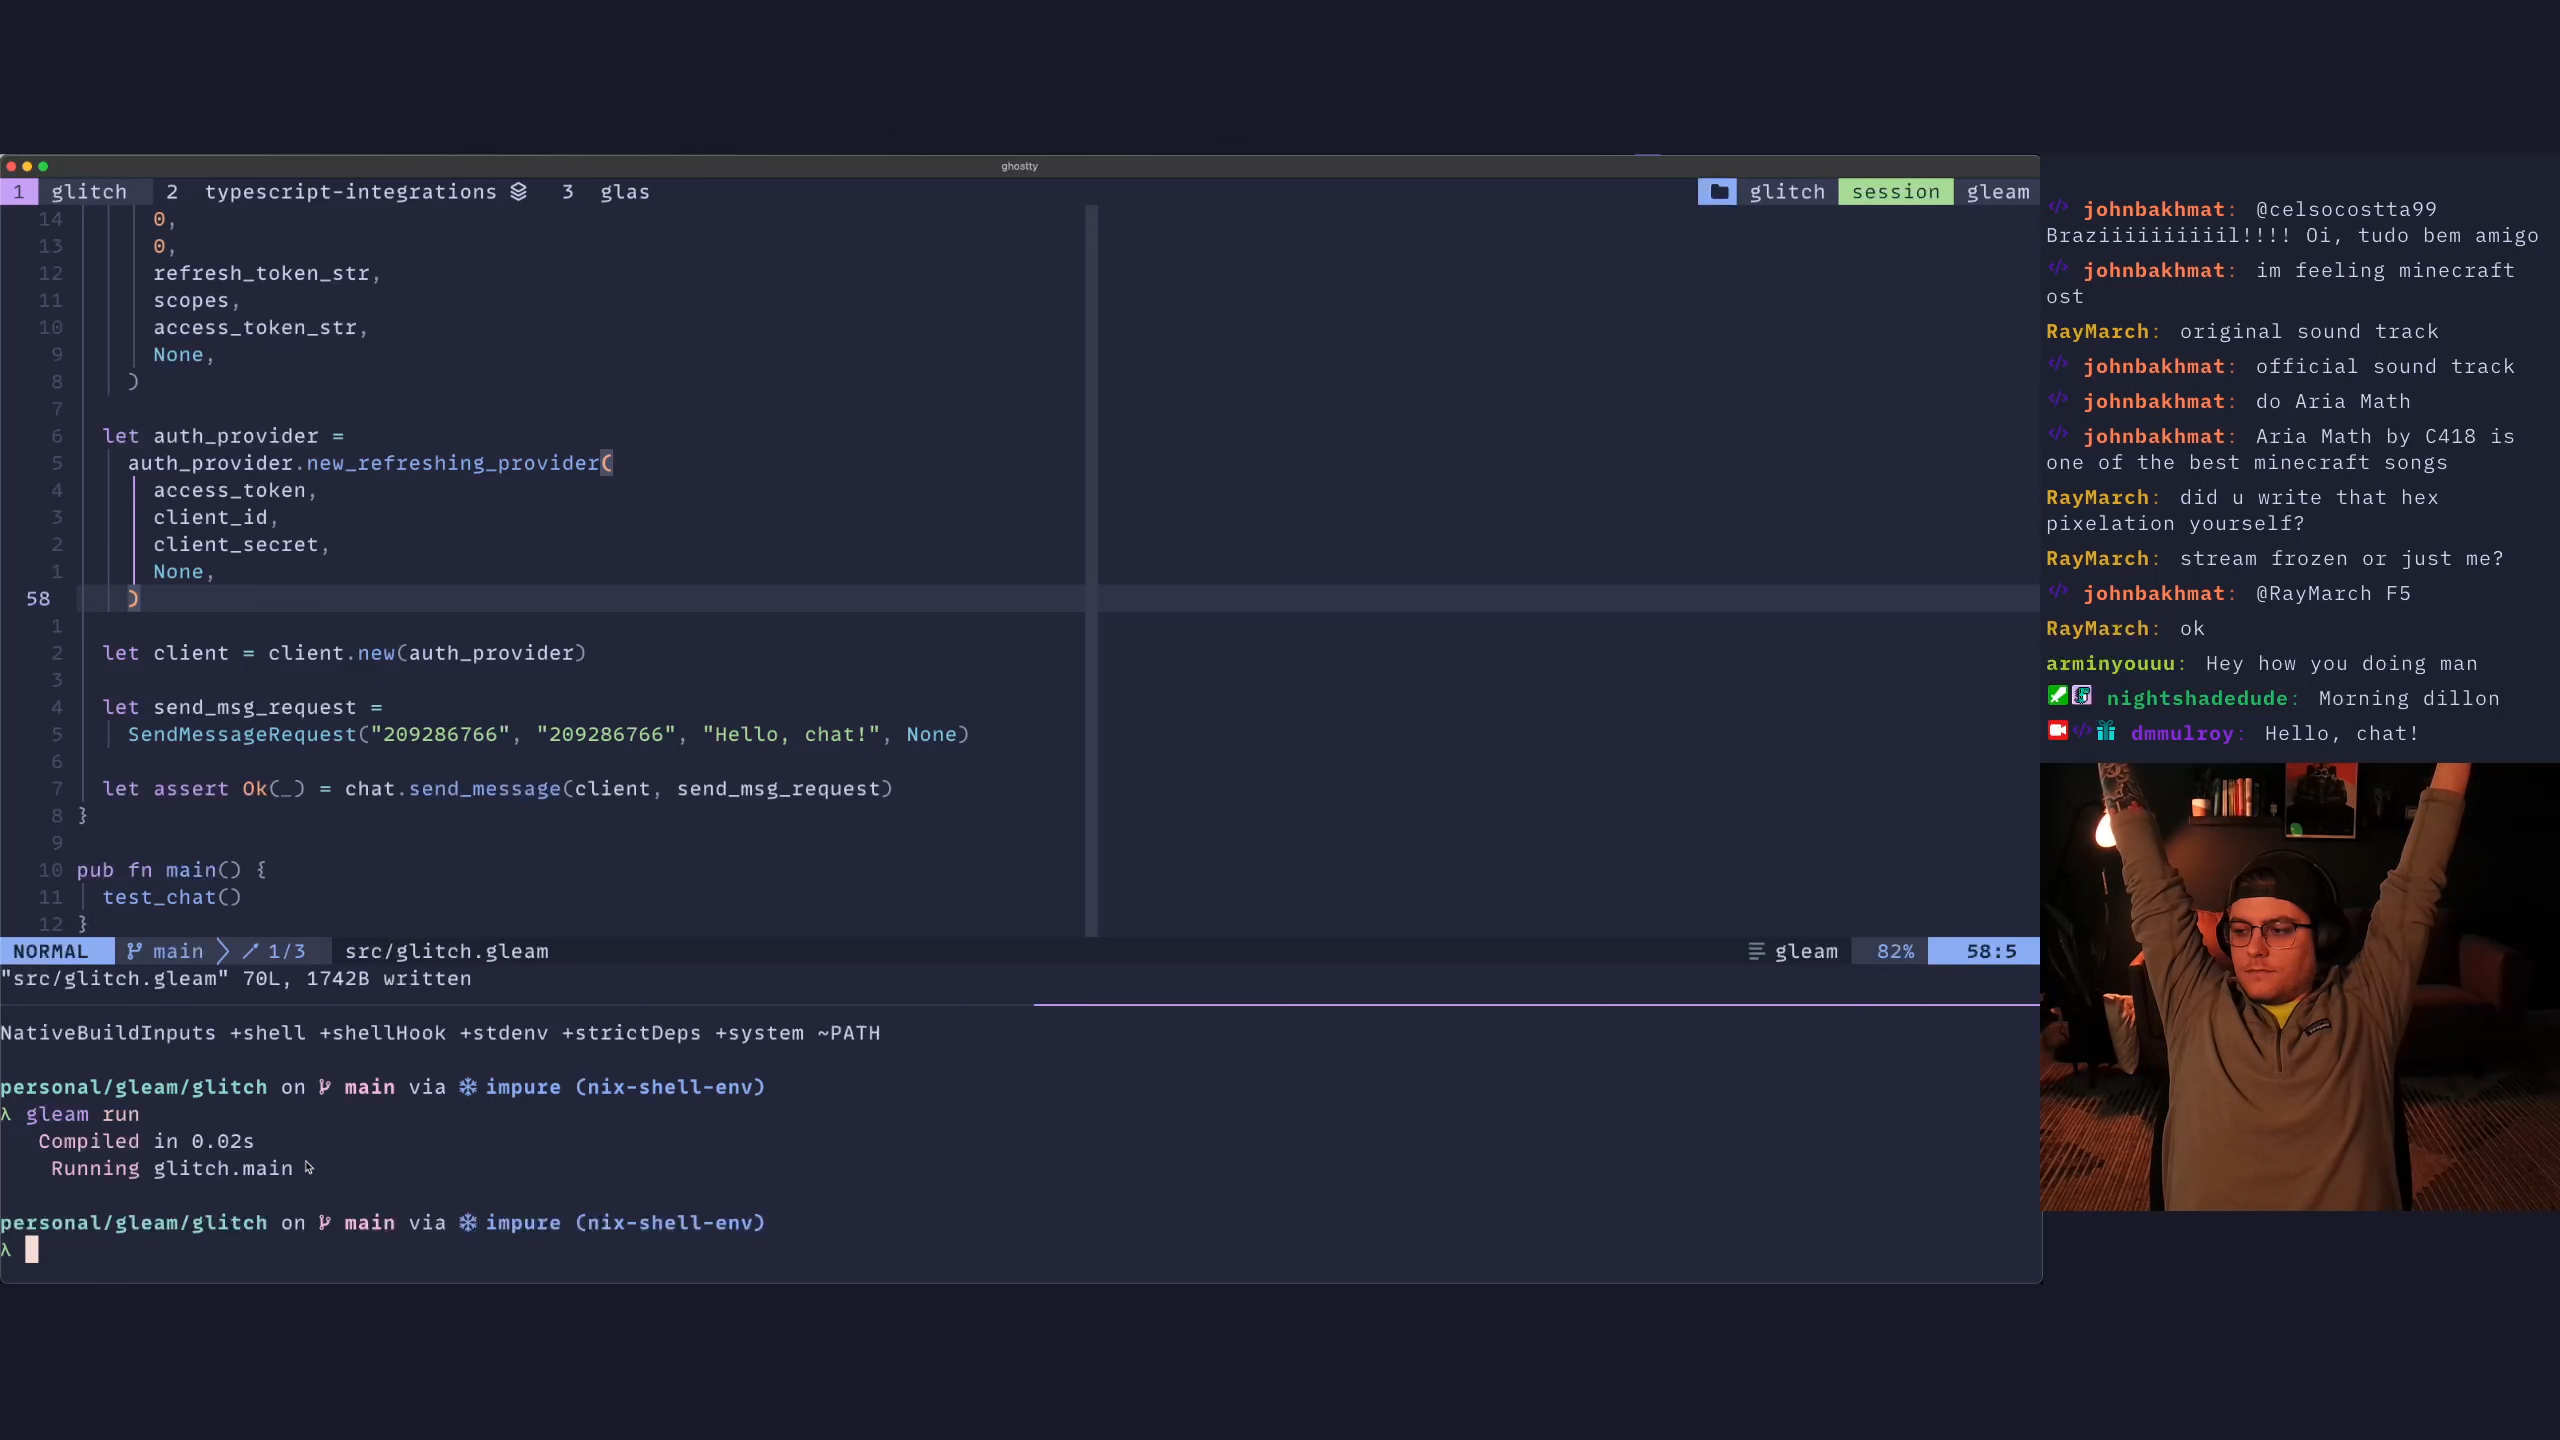 ghostty
1 glitch 2 typescript-integrations 3 glas
glitch session gleam
14 0,
13 0,
12 refresh_token_str,
11 scopes,
10 access_token_str,
9 None,
8 )
7
6 let auth_provider =
5 auth_provider.new_refreshing_provider(
4 access_token,
3 client_id,
2 client_secret,
1 None,
58 )
1
2 let client = client.new(auth_provider)
3
4 let send_msg_request =
5 SendMessageRequest("209286766", "209286766", "Hello, chat!", None)
6
7 let assert Ok(_) = chat.send_message(client, send_msg_request)
8 }
9
10 pub fn main() {
11 test_chat()
12 }
NORMAL main 1/3 src/glitch.gleam gleam 82% 58:5
"src/glitch.gleam" 70L, 1742B written
NativeBuildInputs +shell +shellHook +stdenv +strictDeps +system ~PATH
personal/gleam/glitch on main via impure (nix-shell-env)
λ gleam run
Compiled in 0.02s
Running glitch.main
personal/gleam/glitch on main via impure (nix-shell-env)
λ
johnbakhmat: @celsocostta99
Braziiiiiiiiiil!!!! Oi, tudo bem amigo
johnbakhmat: im feeling minecraft
ost
RayMarch: original sound track
johnbakhmat: official sound track
johnbakhmat: do Aria Math
johnbakhmat: Aria Math by C418 is
one of the best minecraft songs
RayMarch: did u write that hex
pixelation yourself?
RayMarch: stream frozen or just me?
johnbakhmat: @RayMarch F5
RayMarch: ok
arminyouuu: Hey how you doing man
nightshadedude: Morning dillon
dmmulroy: Hello, chat!